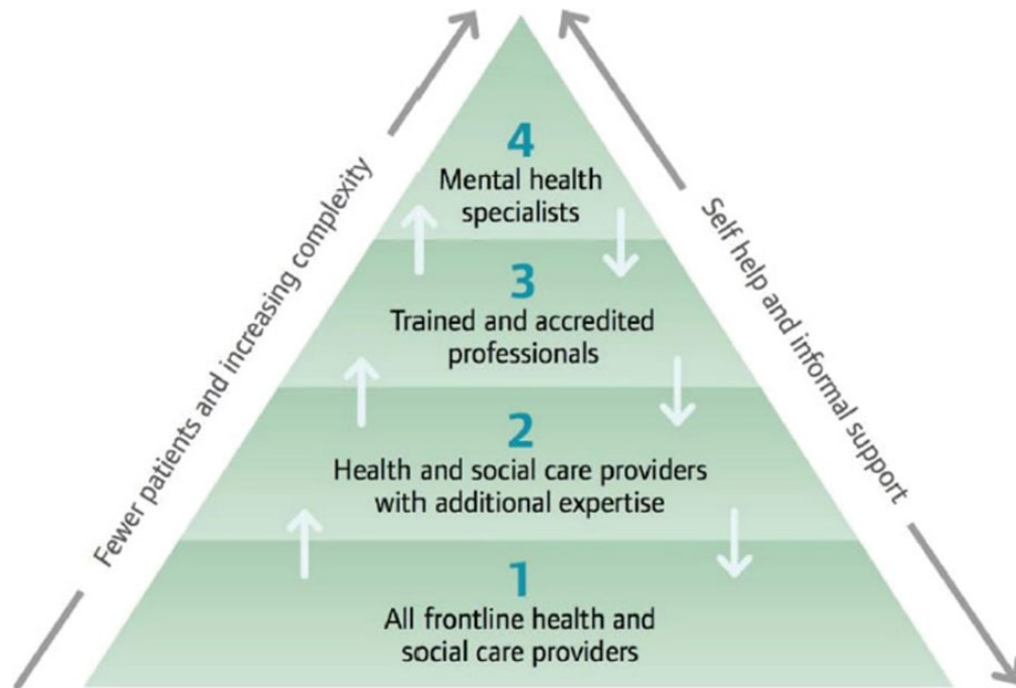 4
Mental health
specialists
3
Trained and accredited
professionals
2
Health and social care providers
with additional expertise
1
All frontline health and
social care providers
Fewer patients and increasing complexity
Self help and informal support